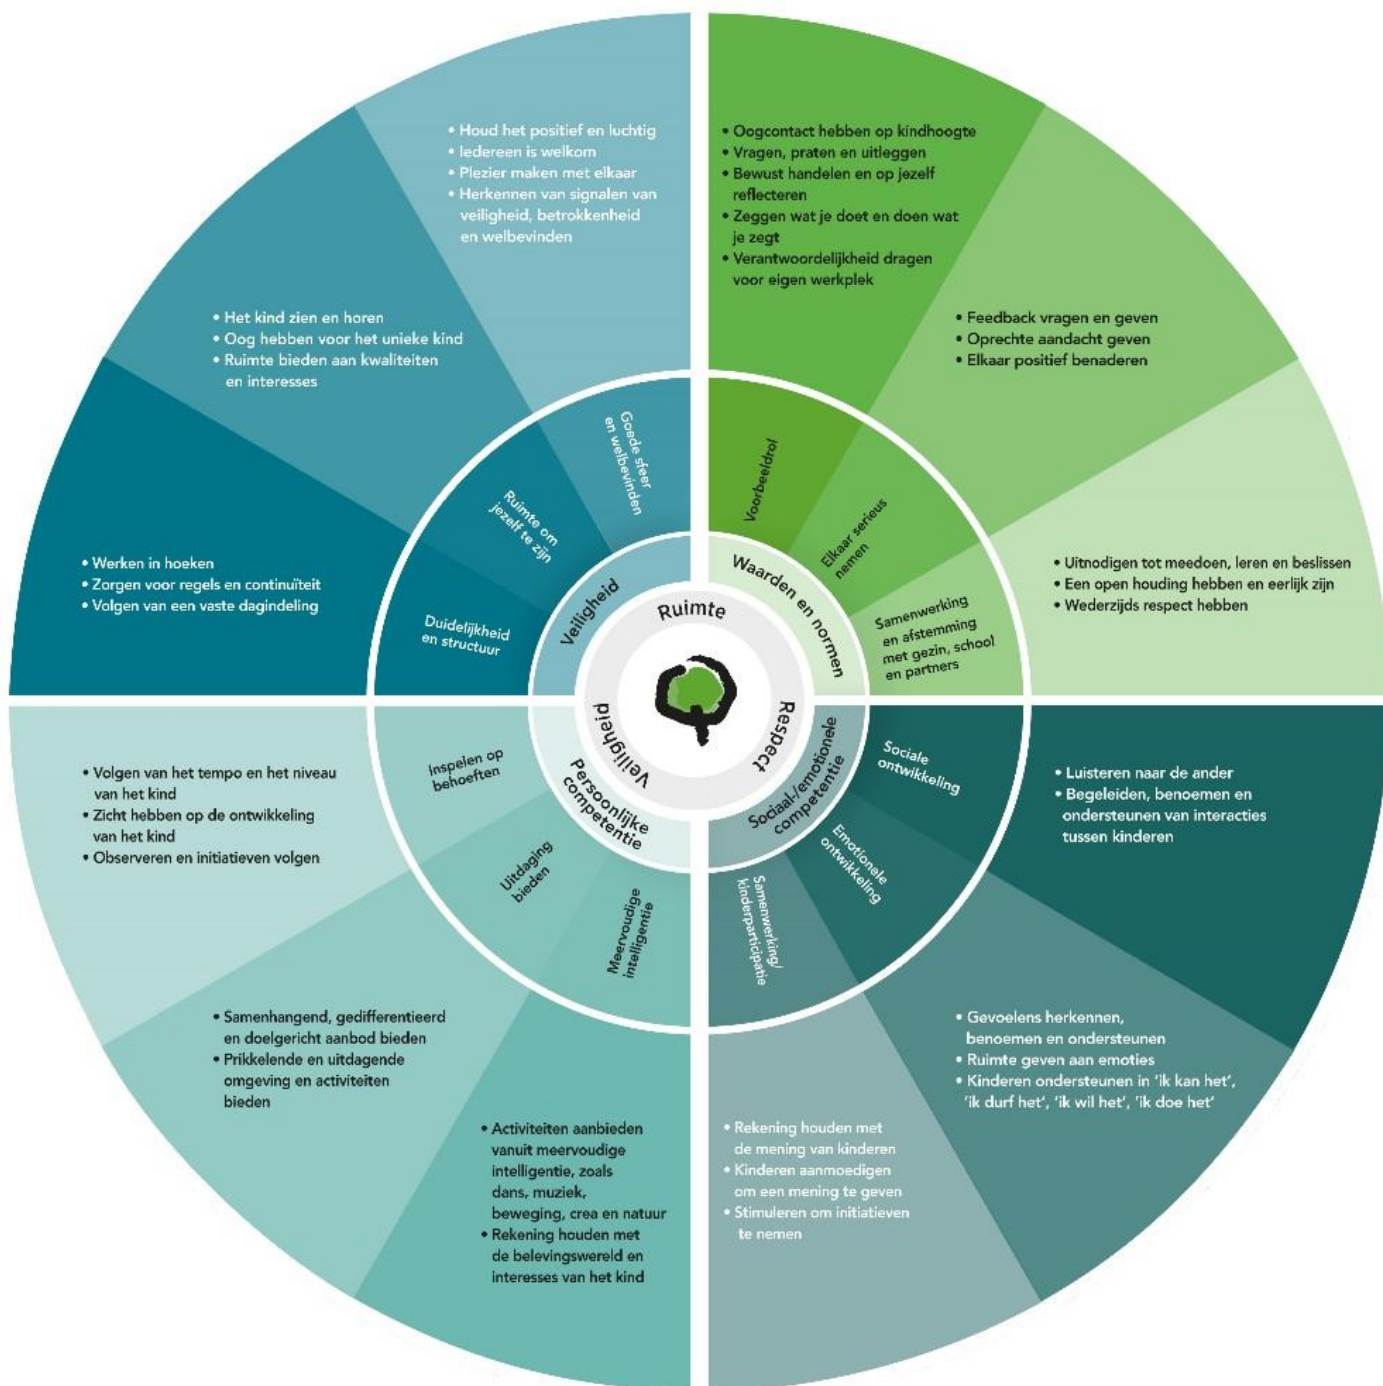 • Houd het positief en luchtig
• Iedereen is welkom
• Plezier maken met elkaar
• Herkennen van signalen van
veiligheid, betrokkenheid
en welbevinden
• Het kind zien en horen
• Oog hebben voor het unieke kind
• Ruimte bieden aan kwaliteiten
en interesses
• Werken in hoeken
• Zorgen voor regels en continuïteit
• Volgen van een vaste dagindeling
Goede sfeer
en welbevinden
Ruimte om
jezelf te zijn
Duidelijkheid
en structuur
Veiligheid
• Oogcontact hebben op kindhoogte
• Vragen, praten en uitleggen
• Bewust handelen en op jezelf
reflecteren
• Zeggen wat je doet en doen wat
je zegt
• Verantwoordelijkheid dragen
voor eigen werkplek
• Feedback vragen en geven
• Oprechte aandacht geven
• Elkaar positief benaderen
• Uitnodigen tot meedoen, leren en beslissen
• Een open houding hebben en eerlijk zijn
• Wederzijds respect hebben
Voorbeeldrol
Elkaar serieus
nemen
Samenwerking
en afstemming
met gezin, school
en partners
Waarden en normen
Ruimte
Respect
Veiligheid
Sociaal-/emotionele
competentie
Sociale
ontwikkeling
Emotionele
ontwikkeling
Samenwerking/
kinderparticipatie
• Luisteren naar de ander
• Begeleiden, benoemen en
ondersteunen van interacties
tussen kinderen
• Gevoelens herkennen,
benoemen en ondersteunen
• Ruimte geven aan emoties
• Kinderen ondersteunen in ‘ik kan het’,
‘ik durf het’, ‘ik wil het’, ‘ik doe het’
• Rekening houden met
de mening van kinderen
• Kinderen aanmoedigen
om een mening te geven
• Stimuleren om initiatieven
te nemen
Persoonlijke
competentie
Inspelen op
behoeften
Uitdaging
bieden
Meervoudige
intelligentie
• Volgen van het tempo en het niveau
van het kind
• Zicht hebben op de ontwikkeling
van het kind
• Observeren en initiatieven volgen
• Samenhangend, gedifferentieerd
en doelgericht aanbod bieden
• Prikkelende en uitdagende
omgeving en activiteiten
bieden
• Activiteiten aanbieden
vanuit meervoudige
intelligentie, zoals
dans, muziek,
beweging, crea en natuur
• Rekening houden met
de belevingswereld en
interesses van het kind